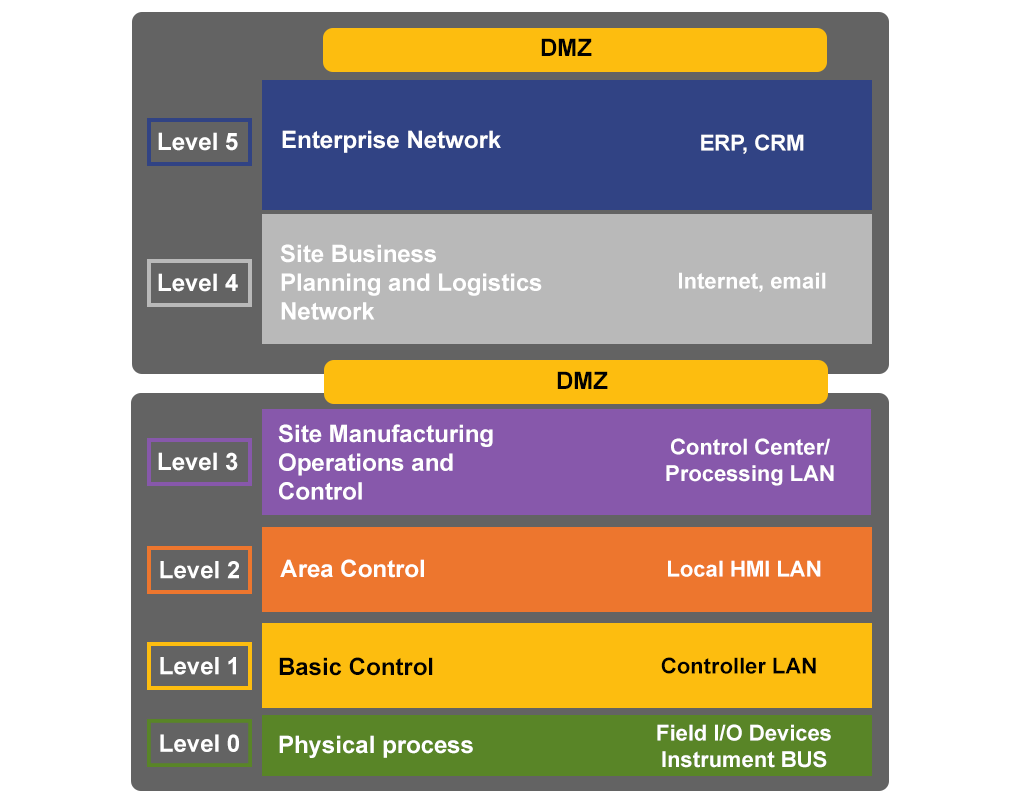 DMZ
Level 5
Enterprise Network
ERP, CRM
Level 4
Site Business
Planning and Logistics
Network
Internet, email
DMZ
Level 3
Site Manufacturing
Operations and
Control
Control Center/
Processing LAN
Level 2
Area Control
Local HMI LAN
Level 1
Basic Control
Controller LAN
Level 0
Physical process
Field I/O Devices
Instrument BUS